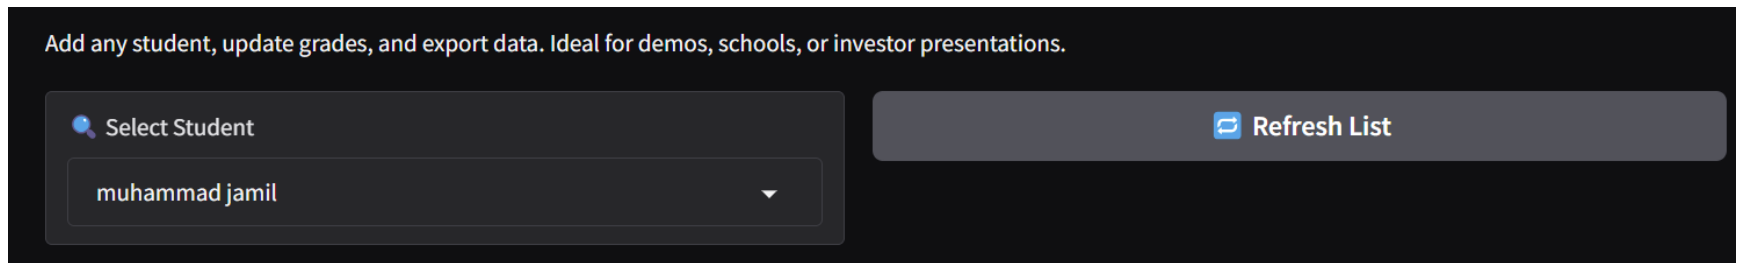 Add any student, update grades, and export data. Ideal for demos, schools, or investor presentations.
Select Student
Refresh List
muhammad jamil